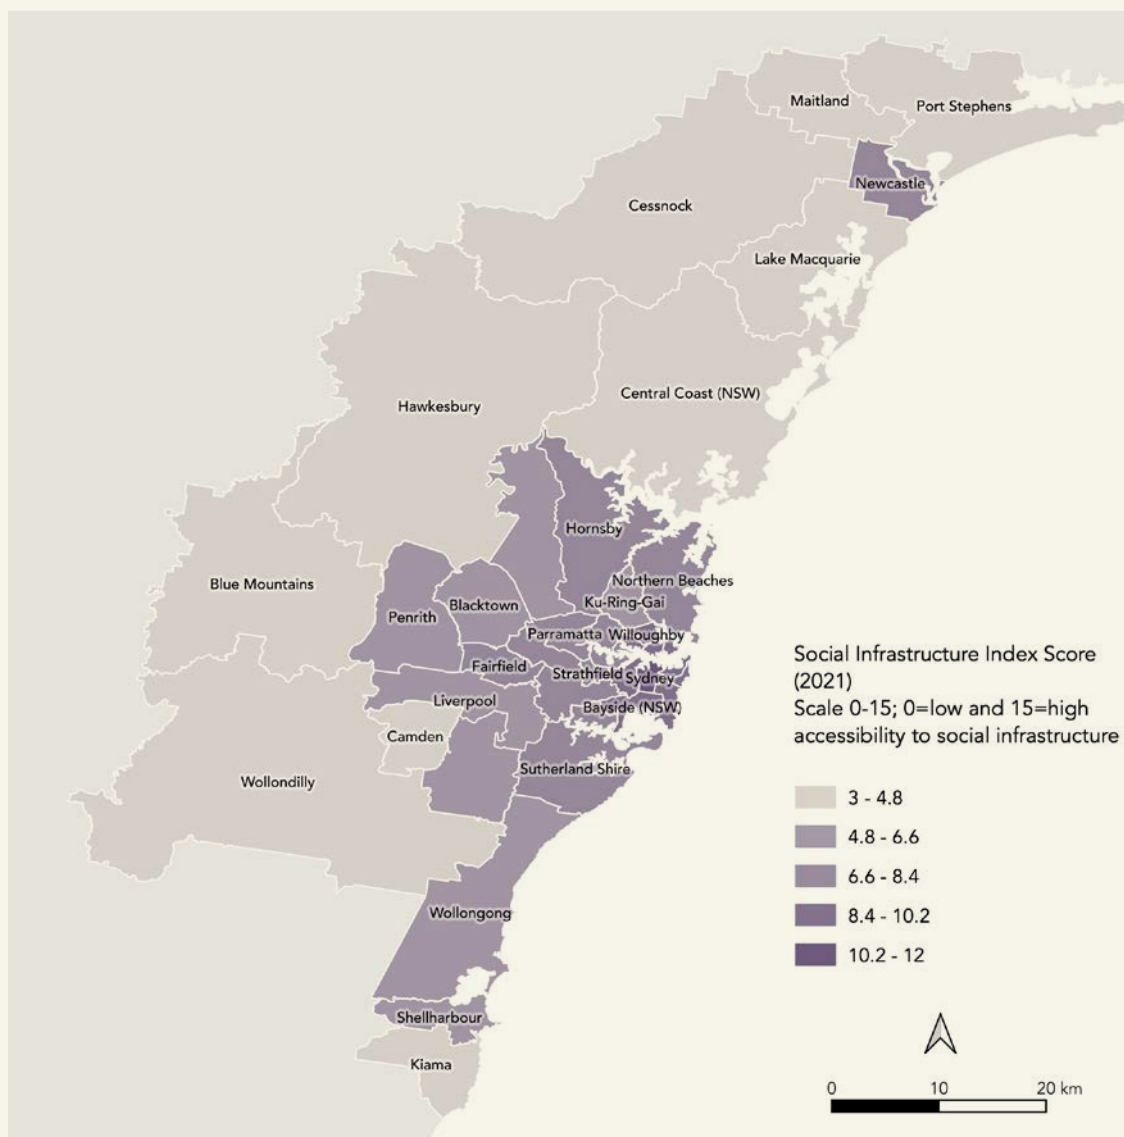 Maitland
Port Stephens
Newcastle
Cessnock
Lake Macquarie
Central Coast (NSW)
Hawkesbury
Hornsby
Northern Beaches
Blue Mountains
Ku-Ring-Gai
Blacktown
Penrith
Parramatta
Willoughby
Fairfield
Strathfield
Sydney
Liverpool
Bayside (NSW)
Camden
Sutherland Shire
Wollondilly
Wollongong
Shellharbour
Kiama
Social Infrastructure Index Score
(2021)
Scale 0-15; 0=low and 15=high
accessibility to social infrastructure
3 - 4.8
4.8 - 6.6
6.6 - 8.4
8.4 - 10.2
10.2 - 12
0 10 20 km